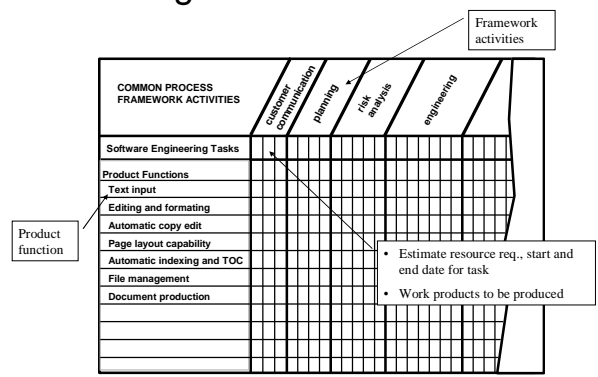 Framework
activities
COMMON PROCESS
FRAMEWORK ACTIVITIES
customer
communication
planning
risk
analysis
engineering
Software Engineering Tasks
Product Functions
Text input
Editing and formating
Automatic copy edit
Page layout capability
Automatic indexing and TOC
File management
Document production
Product
function
• Estimate resource req., start and
end date for task
• Work products to be produced